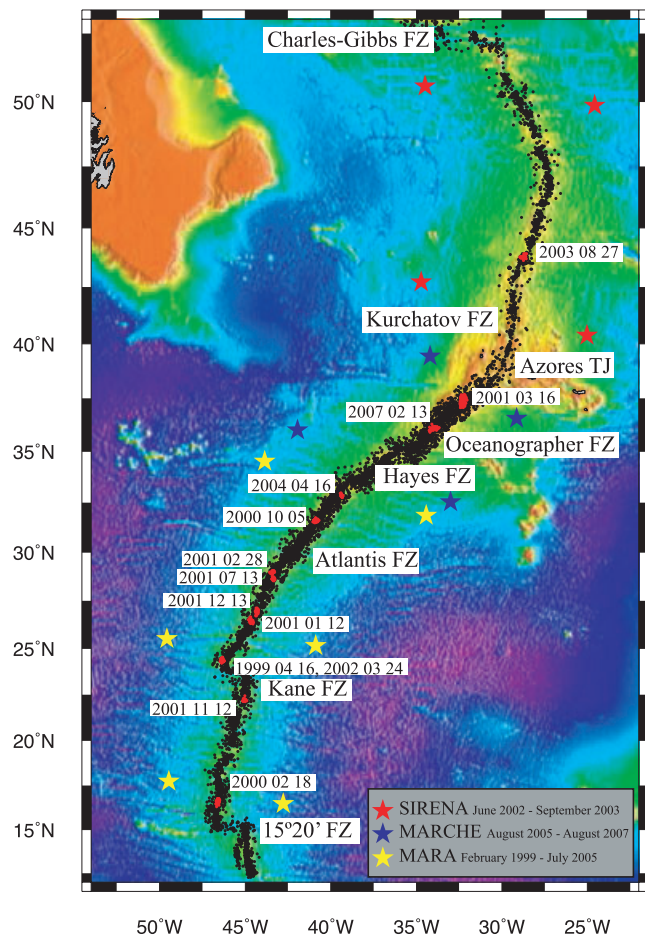 Charles-Gibbs FZ
50˚N
45˚N
2003 08 27
Kurchatov FZ
40˚N
Azores TJ
2001 03 16
2007 02 13
Oceanographer FZ
35˚N
Hayes FZ
2004 04 16
2000 10 05
30˚N
Atlantis FZ
2001 02 28
2001 07 13
2001 12 13
2001 01 12
25˚N
1999 04 16, 2002 03 24
Kane FZ
2001 11 12
20˚N
2000 02 18
15º20' FZ
15˚N
SIRENA June 2002 - September 2003
MARCHE August 2005 - August 2007
MARA February 1999 - July 2005
50˚W 45˚W 40˚W 35˚W 30˚W 25˚W